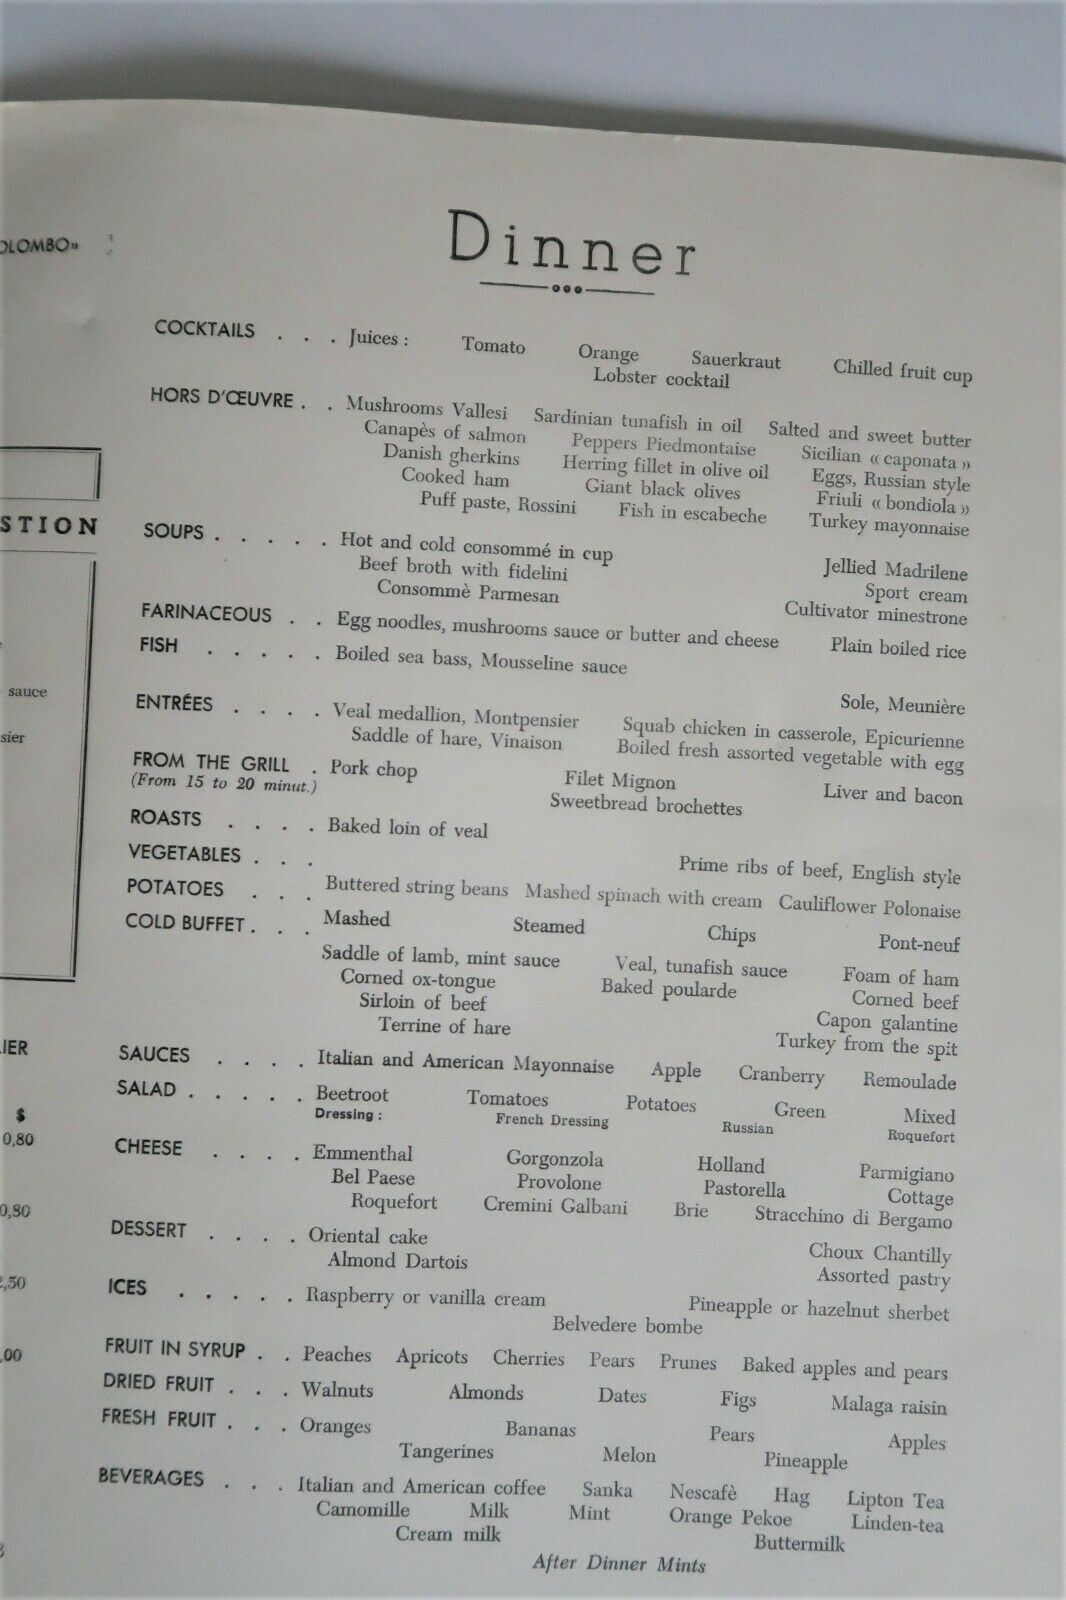 OLOMBO»
STION
sauce
sier
LIER
$
0,80
0,80
2,50
,00
Dinner
COCKTAILS . . . Juices : Tomato Orange Sauerkraut Chilled fruit cup
Lobster cocktail
HORS D'ŒUVRE . . Mushrooms Vallesi Sardinian tunafish in oil Salted and sweet butter
Canapès of salmon Peppers Piedmontaise Sicilian « caponata »
Danish gherkins Herring fillet in olive oil Eggs, Russian style
Cooked ham Giant black olives Friuli « bondiola »
Puff paste, Rossini Fish in escabeche Turkey mayonnaise
SOUPS . . . . . Hot and cold consommé in cup Jellied Madrilene
Beef broth with fidelini Sport cream
Consommè Parmesan Cultivator minestrone
FARINACEOUS . . Egg noodles, mushrooms sauce or butter and cheese Plain boiled rice
FISH . . . . . Boiled sea bass, Mousseline sauce Sole, Meunière
ENTRÉES . . . . Veal medallion, Montpensier Squab chicken in casserole, Epicurienne
Saddle of hare, Vinaison Boiled fresh assorted vegetable with egg
FROM THE GRILL . Pork chop Filet Mignon Liver and bacon
(From 15 to 20 minut.) Sweetbread brochettes
ROASTS . . . . Baked loin of veal Prime ribs of beef, English style
VEGETABLES . . . Buttered string beans Mashed spinach with cream Cauliflower Polonaise
POTATOES . . . Mashed Steamed Chips Pont-neuf
COLD BUFFET . . . Saddle of lamb, mint sauce Veal, tunafish sauce Foam of ham
Corned ox-tongue Baked poularde Corned beef
Sirloin of beef Capon galantine
Terrine of hare Turkey from the spit
SAUCES . . . . Italian and American Mayonnaise Apple Cranberry Remoulade
SALAD . . . . . Beetroot Tomatoes Potatoes Green Mixed
Dressing : French Dressing Russian Roquefort
CHEESE . . . . Emmenthal Gorgonzola Holland Parmigiano
Bel Paese Provolone Pastorella Cottage
Roquefort Cremini Galbani Brie Stracchino di Bergamo
DESSERT . . . . Oriental cake Choux Chantilly
Almond Dartois Assorted pastry
ICES . . . . . Raspberry or vanilla cream Pineapple or hazelnut sherbet
Belvedere bombe
FRUIT IN SYRUP . . Peaches Apricots Cherries Pears Prunes Baked apples and pears
DRIED FRUIT . . . Walnuts Almonds Dates Figs Malaga raisin
FRESH FRUIT . . . Oranges Bananas Pears Apples
Tangerines Melon Pineapple
BEVERAGES . . . Italian and American coffee Sanka Nescafè Hag Lipton Tea
Camomille Milk Mint Orange Pekoe Linden-tea
Cream milk Buttermilk
After Dinner Mints